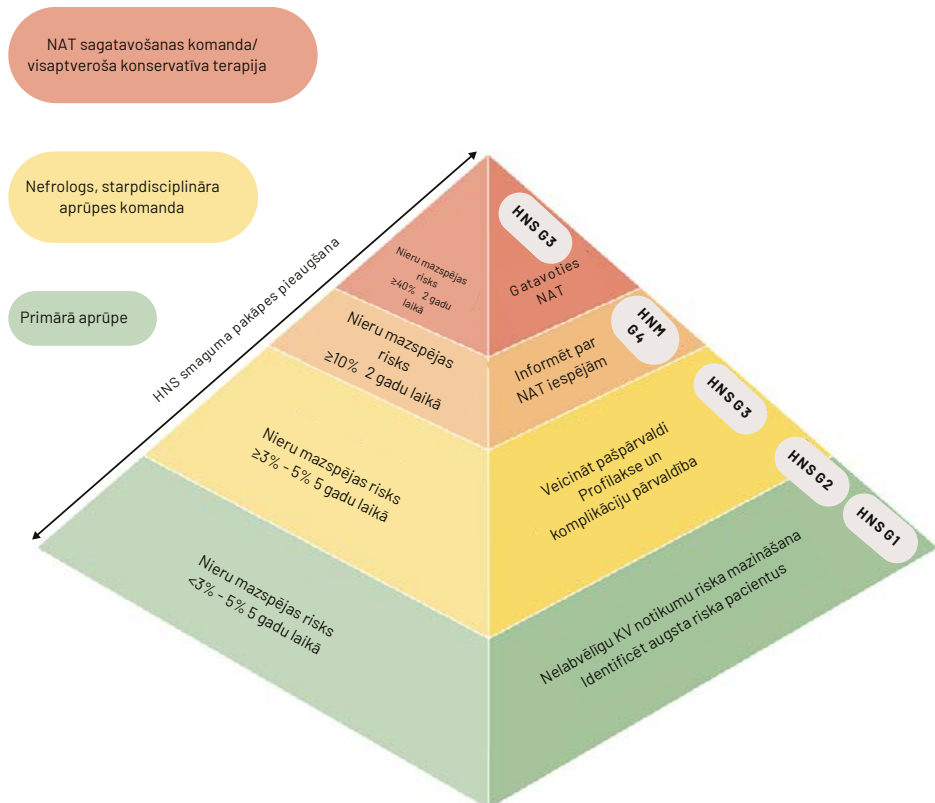 NAT sagatavošanas komanda/
visaptveroša konservatīva terapija
Nefrologs, starpdisciplināra
aprūpes komanda
Primārā aprūpe
HNS smaguma pakāpes pieaugšana
Nieru mazspējas
risks
≥40% 2 gadu
laikā
HNS G3
Gatavoties
NAT
Nieru mazspējas
risks
≥10% 2 gadu laikā
HNM
G4
Informēt par
NAT iespējām
Nieru mazspējas risks
≥3% - 5% 5 gadu laikā
HNS G3
Veicināt pašpārvaldi
Profilakse un
komplikāciju pārvaldība
HNS G2
HNS G1
Nieru mazspējas risks
<3% - 5% 5 gadu laikā
Nelabvēlīgu KV notikumu riska mazināšana
Identificēt augsta riska pacientus